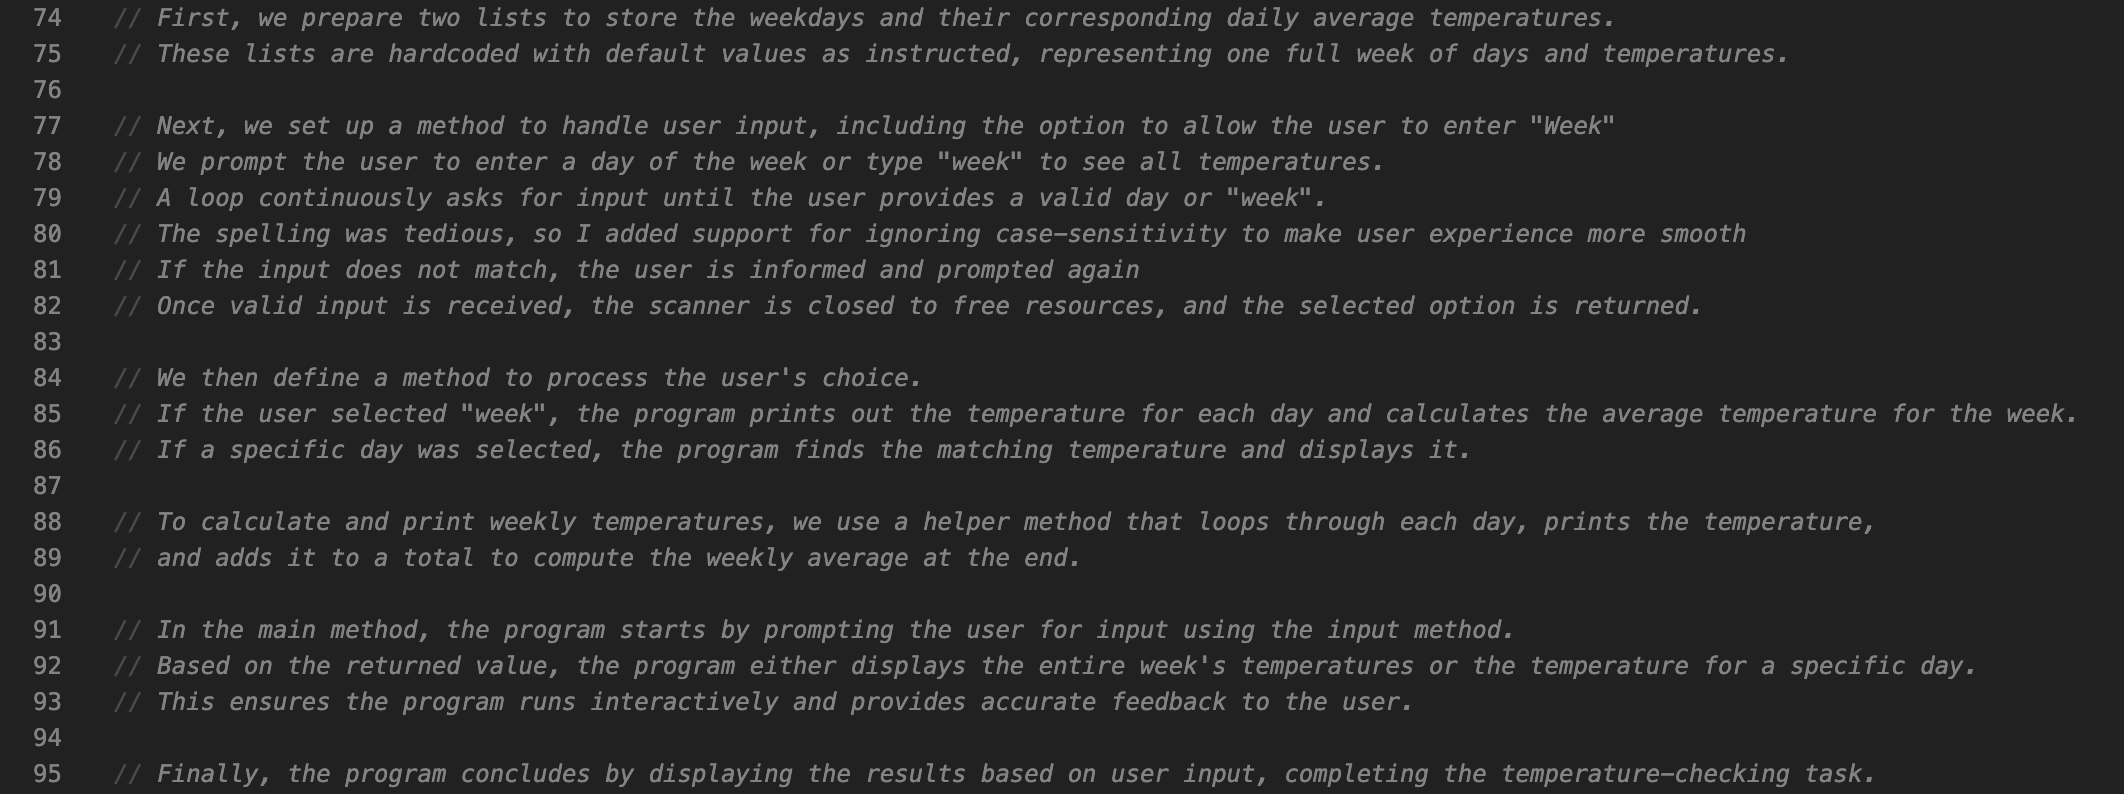 74 // First, we prepare two lists to store the weekdays and their corresponding daily average temperatures.
75 // These lists are hardcoded with default values as instructed, representing one full week of days and temperatures.
76
77 // Next, we set up a method to handle user input, including the option to allow the user to enter "Week"
78 // We prompt the user to enter a day of the week or type "week" to see all temperatures.
79 // A loop continuously asks for input until the user provides a valid day or "week".
80 // The spelling was tedious, so I added support for ignoring case-sensitivity to make user experience more smooth
81 // If the input does not match, the user is informed and prompted again
82 // Once valid input is received, the scanner is closed to free resources, and the selected option is returned.
83
84 // We then define a method to process the user's choice.
85 // If the user selected "week", the program prints out the temperature for each day and calculates the average temperature for the week.
86 // If a specific day was selected, the program finds the matching temperature and displays it.
87
88 // To calculate and print weekly temperatures, we use a helper method that loops through each day, prints the temperature,
89 // and adds it to a total to compute the weekly average at the end.
90
91 // In the main method, the program starts by prompting the user for input using the input method.
92 // Based on the returned value, the program either displays the entire week's temperatures or the temperature for a specific day.
93 // This ensures the program runs interactively and provides accurate feedback to the user.
94
95 // Finally, the program concludes by displaying the results based on user input, completing the temperature-checking task.